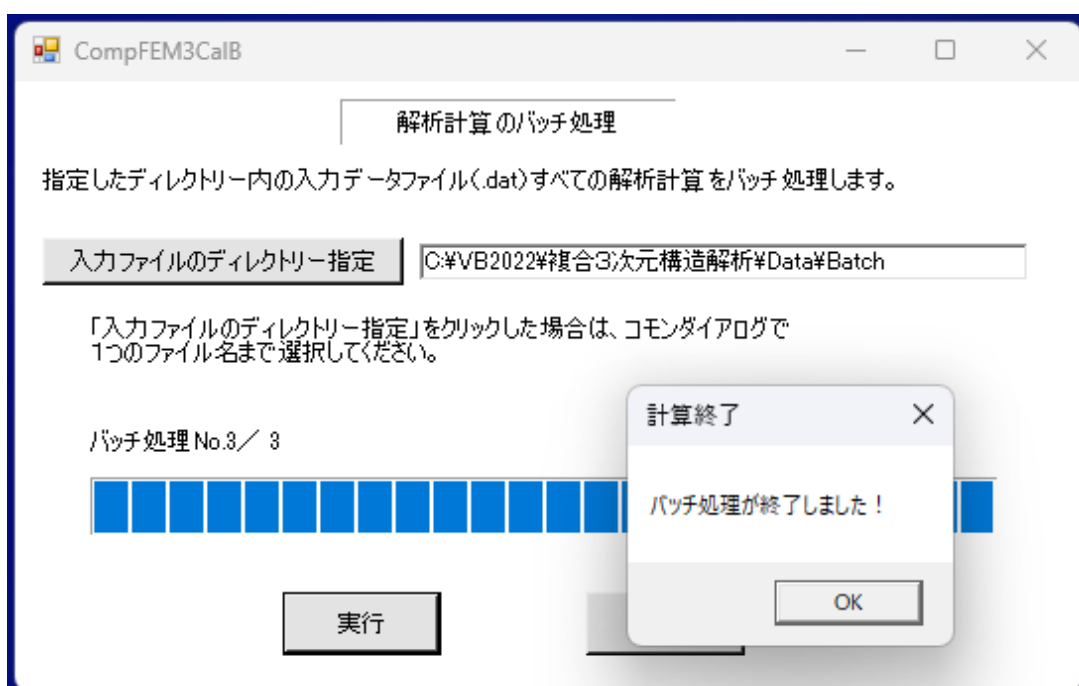 CompFEM3CalB
解析計算のバッチ処理
指定したディレクトリー内の入力データファイル(.dat)すべての解析計算をバッチ処理します。
入力ファイルのディレクトリー指定
C:¥VB2022¥複合3次元構造解析¥Data¥Batch
「入力ファイルのディレクトリー指定」をクリックした場合は、コモンダイアログで
1つのファイル名まで選択してください。
バッチ処理No.3／ 3
計算終了
バッチ処理が終了しました！
OK
実行